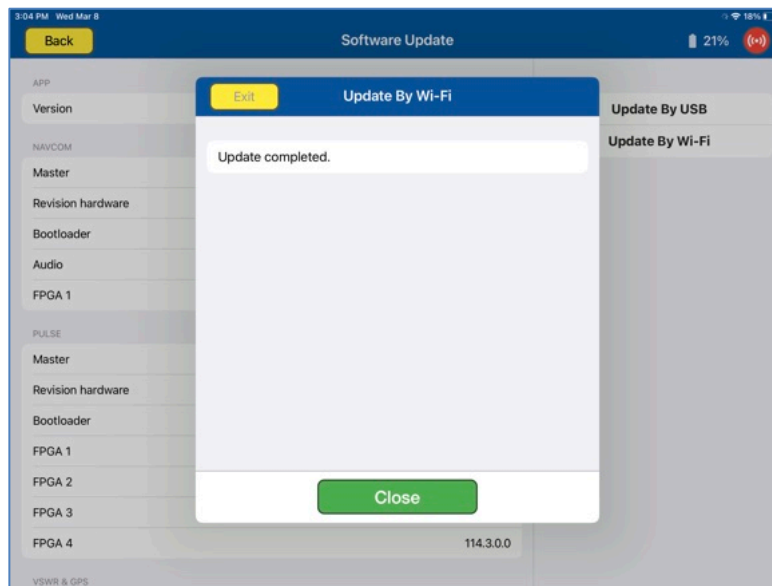 3:04 PM Wed Mar 8 18%
Back Software Update 21%
APP
Version
NAVCOM
Master
Revision hardware
Bootloader
Audio
FPGA 1
PULSE
Master
Revision hardware
Bootloader
FPGA 1
FPGA 2
FPGA 3
FPGA 4 114.3.0.0
VSWR & GPS
Exit Update By Wi-Fi
Update completed.
Close
Update By USB
Update By Wi-Fi